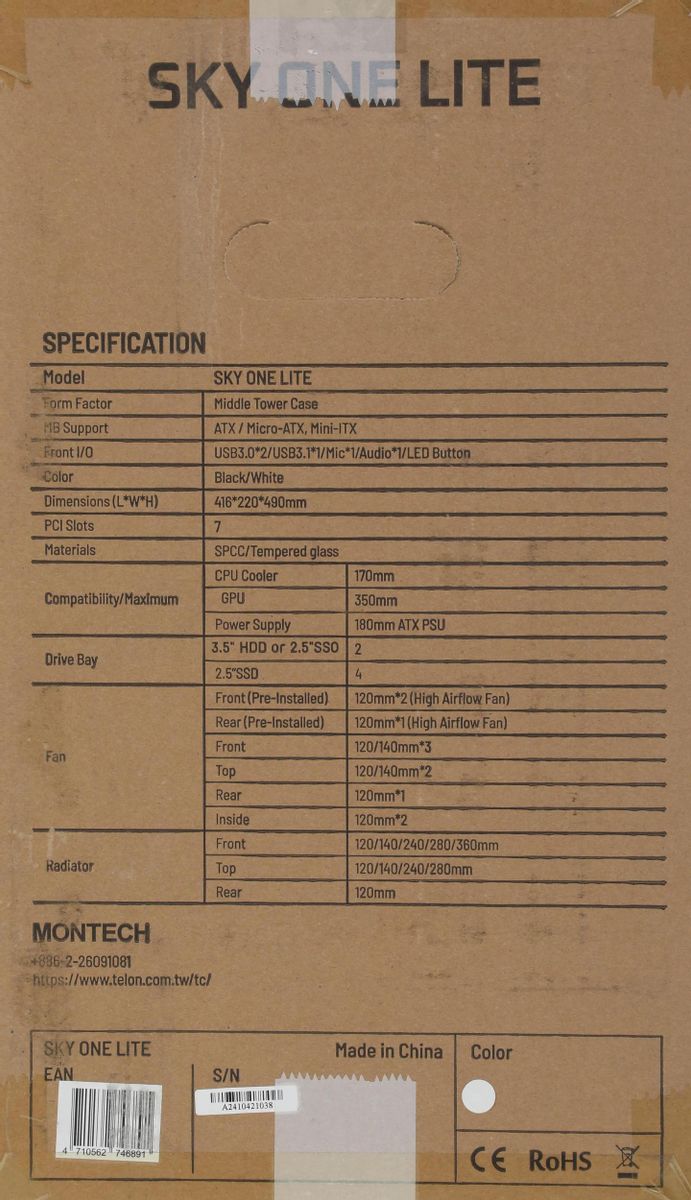 SKY ONE LITE
SPECIFICATION
Model SKY ONE LITE
Form Factor Middle Tower Case
MB Support ATX / Micro-ATX, Mini-ITX
Front I/O USB3.0*2/USB3.1*1/Mic*1/Audio*1/LED Button
Color Black/White
Dimensions (L*W*H) 416*220*490mm
PCI Slots 7
Materials SPCC/Tempered glass
Compatibility/Maximum
CPU Cooler 170mm
GPU 350mm
Power Supply 180mm ATX PSU
Drive Bay
3.5" HDD or 2.5"SSO 2
2.5"SSD 4
Fan
Front (Pre-Installed) 120mm*2 (High Airflow Fan)
Rear (Pre-Installed) 120mm*1 (High Airflow Fan)
Front 120/140mm*3
Top 120/140mm*2
Rear 120mm*1
Inside 120mm*2
Radiator
Front 120/140/240/280/360mm
Top 120/140/240/280mm
Rear 120mm
MONTECH
+886-2-26091081
https://www.telon.com.tw/tc/
SKY ONE LITE Made in China Color
EAN S/N
A2410421038
4 710562 746891
CE RoHS